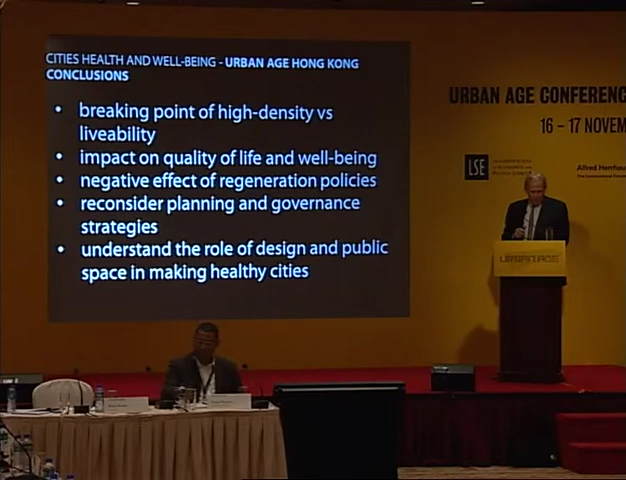 CITIES HEALTH AND WELL-BEING - URBAN AGE HONG KONG
CONCLUSIONS
• breaking point of high-density vs
liveability
• impact on quality of life and well-being
• negative effect of regeneration policies
• reconsider planning and governance
strategies
• understand the role of design and public
space in making healthy cities
URBAN AGE CONFERENC
16 – 17 NOVEM
LSE
Alfred Herrhau
URBAN AGE